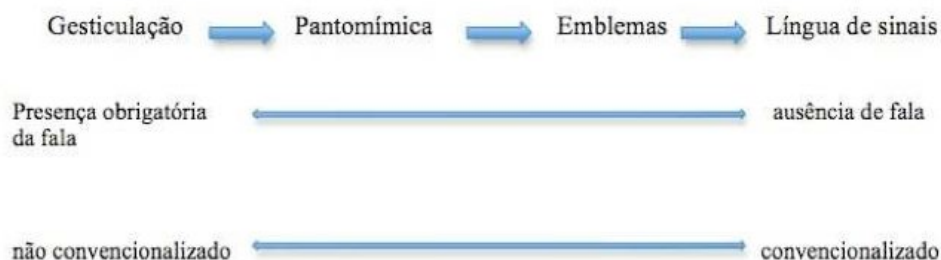 Gesticulação Pantomímica Emblemas Língua de sinais
Presença obrigatória ausência de fala
da fala
não convencionalizado convencionalizado